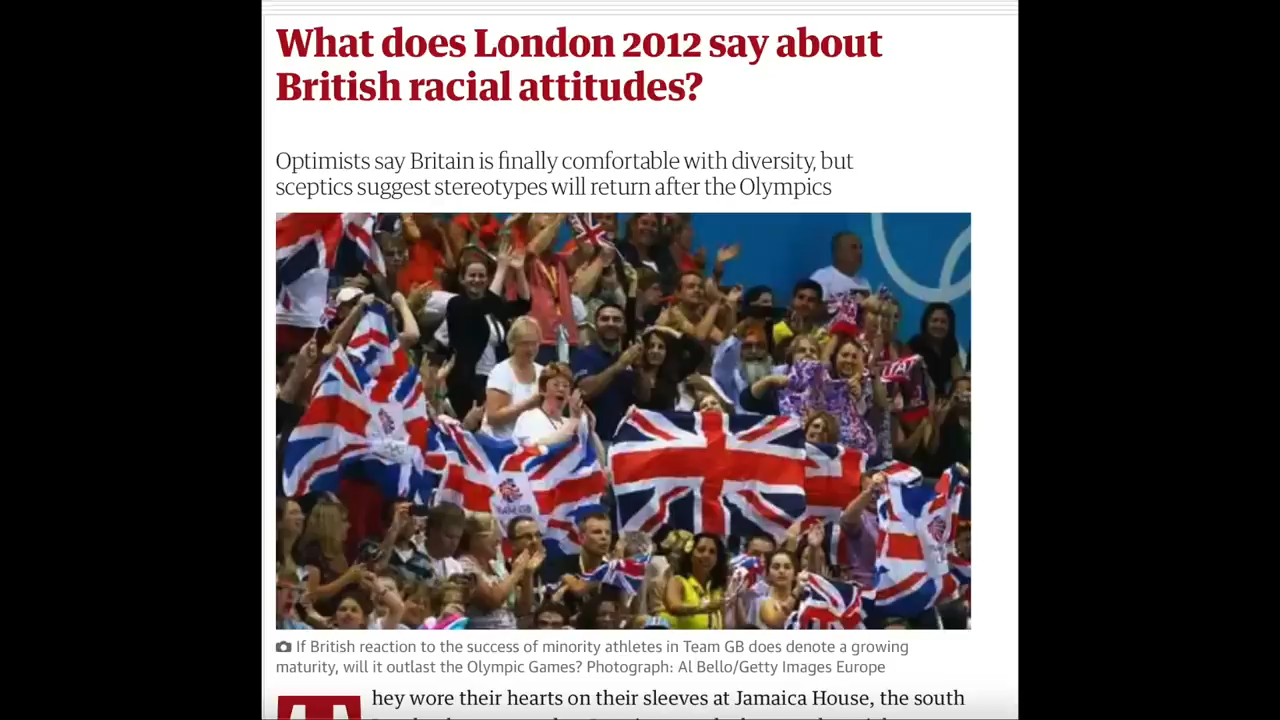 What does London 2012 say about
British racial attitudes?
Optimists say Britain is finally comfortable with diversity, but
sceptics suggest stereotypes will return after the Olympics
TEAM GB
If British reaction to the success of minority athletes in Team GB does denote a growing
maturity, will it outlast the Olympic Games? Photograph: Al Bello/Getty Images Europe
hey wore their hearts on their sleeves at Jamaica House, the south